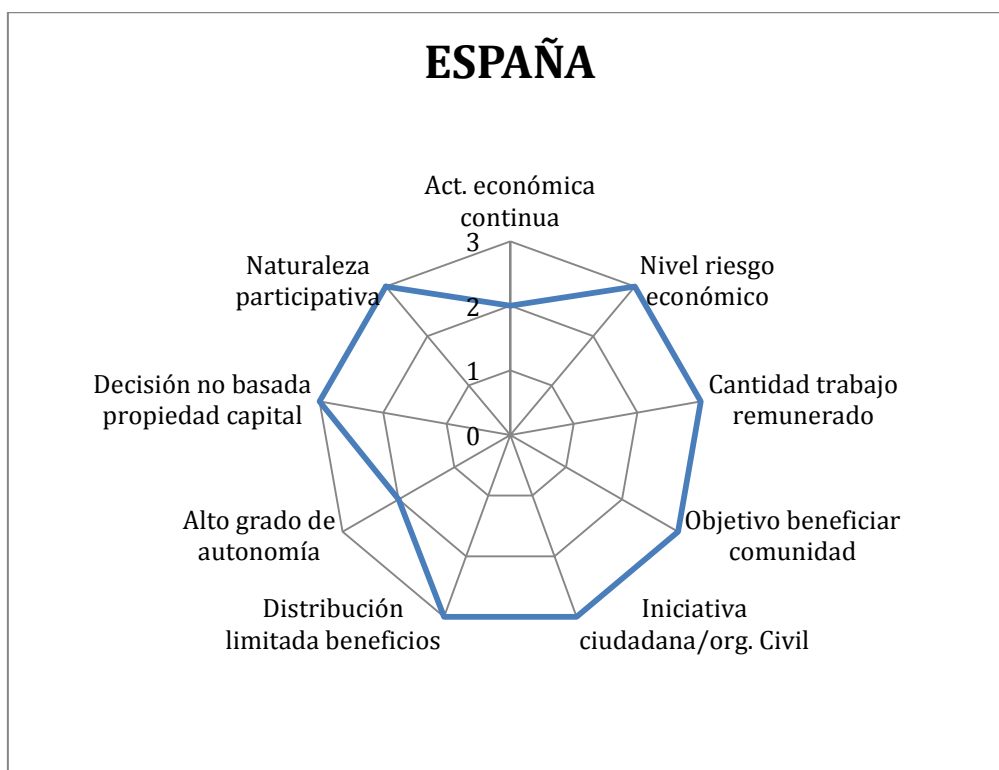 ESPAÑA
Act. económica
continua
3
2
1
0
Nivel riesgo
económico
Cantidad trabajo
remunerado
Objetivo beneficiar
comunidad
Iniciativa
ciudadana/org. Civil
Distribución
limitada beneficios
Alto grado de
autonomía
Decisión no basada
propiedad capital
Naturaleza
participativa